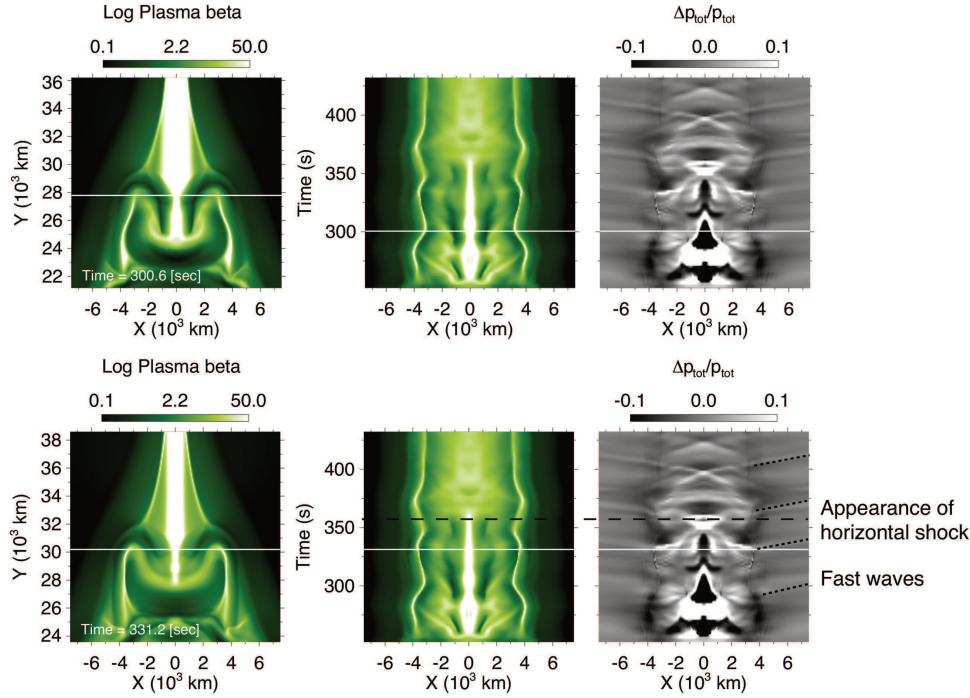 Log Plasma beta
0.1 2.2 50.0
Y (10³ km)
36
34
32
30
28
26
24
22
Time = 300.6 [sec]
-6 -4 -2 0 2 4 6
X (10³ km)
Time (s)
400
350
300
-6 -4 -2 0 2 4 6
X (10³ km)
Δp_tot/p_tot
-0.1 0.0 0.1
-6 -4 -2 0 2 4 6
X (10³ km)
Log Plasma beta
0.1 2.2 50.0
Y (10³ km)
38
36
34
32
30
28
26
24
Time = 331.2 [sec]
-6 -4 -2 0 2 4 6
X (10³ km)
Time (s)
400
350
300
-6 -4 -2 0 2 4 6
X (10³ km)
Δp_tot/p_tot
-0.1 0.0 0.1
-6 -4 -2 0 2 4 6
X (10³ km)
Appearance of
horizontal shock
Fast waves